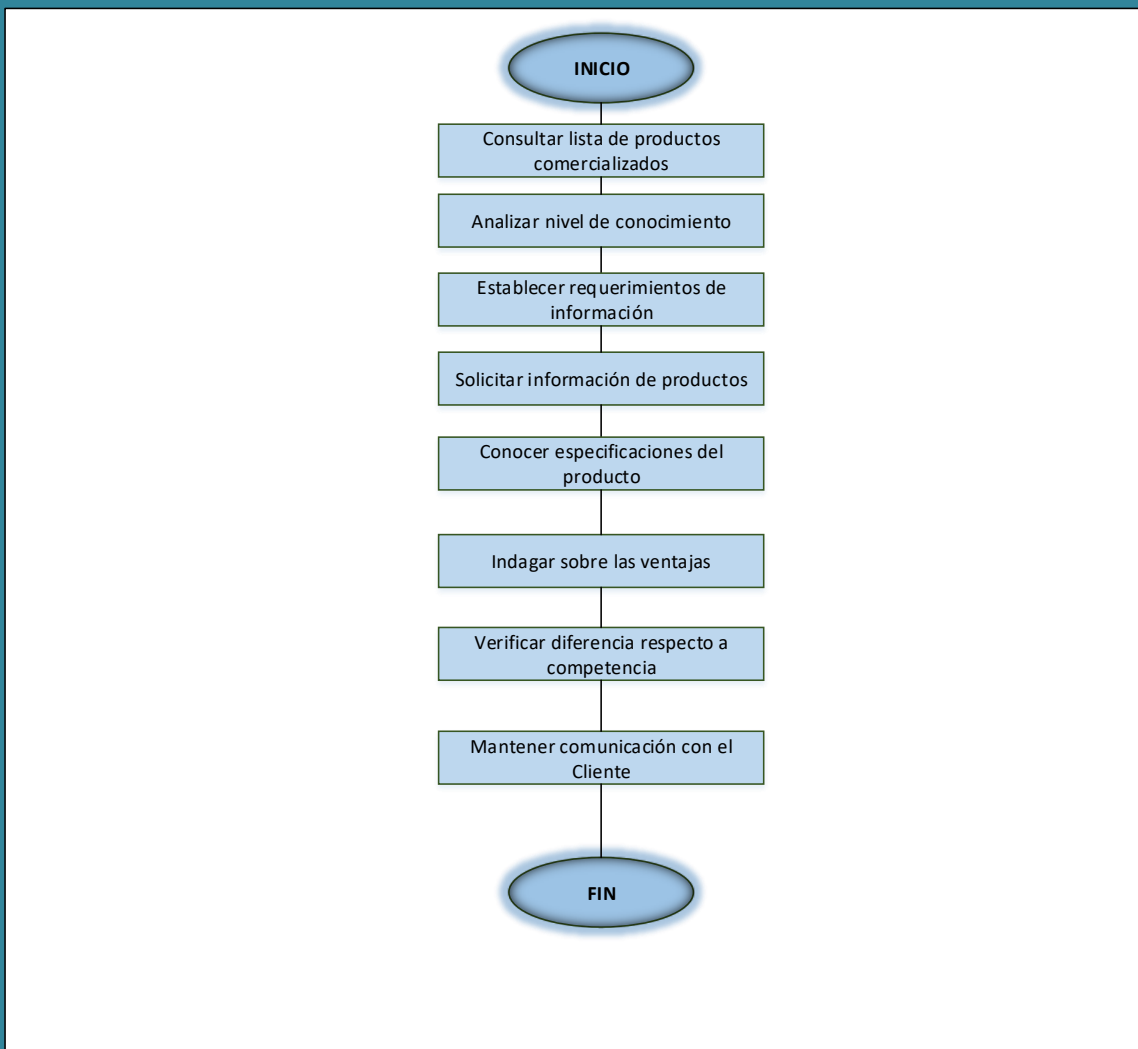 INICIO
Consultar lista de productos
comercializados
Analizar nivel de conocimiento
Establecer requerimientos de
información
Solicitar información de productos
Conocer especificaciones del
producto
Indagar sobre las ventajas
Verificar diferencia respecto a
competencia
Mantener comunicación con el
Cliente
FIN